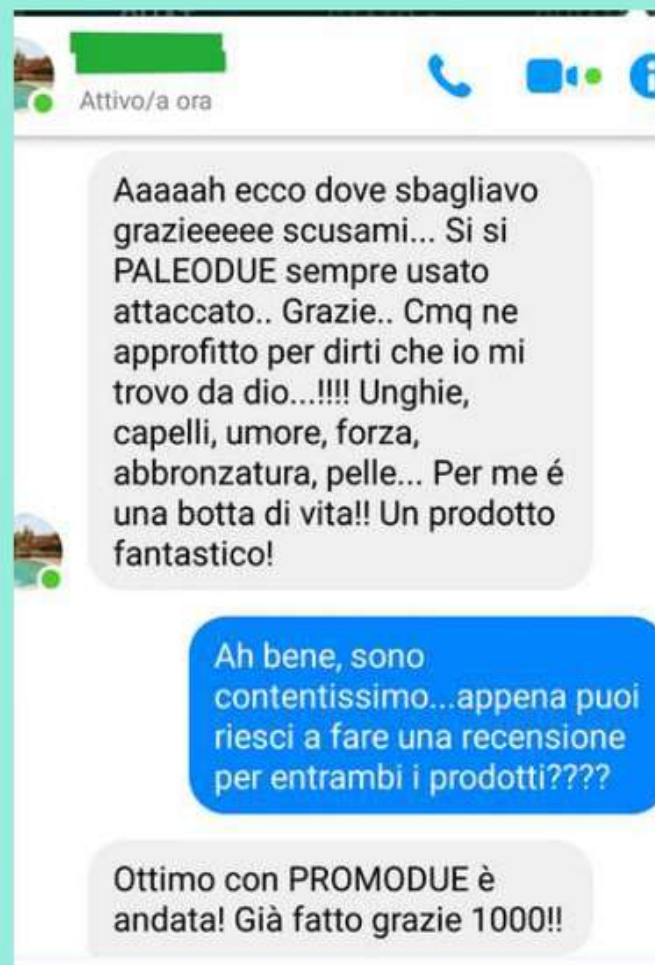 Attivo/a ora
Aaaaah ecco dove sbagliavo
grazieeeee scusami... Si si
PALEODUE sempre usato
attaccato.. Grazie.. Cmq ne
approfitto per dirti che io mi
trovo da dio...!!!! Unghie,
capelli, umore, forza,
abbronzatura, pelle... Per me é
una botta di vita!! Un prodotto
fantastico!
Ah bene, sono
contentissimo...appena puoi
riesci a fare una recensione
per entrambi i prodotti????
Ottimo con PROMODUE è
andata! Già fatto grazie 1000!!